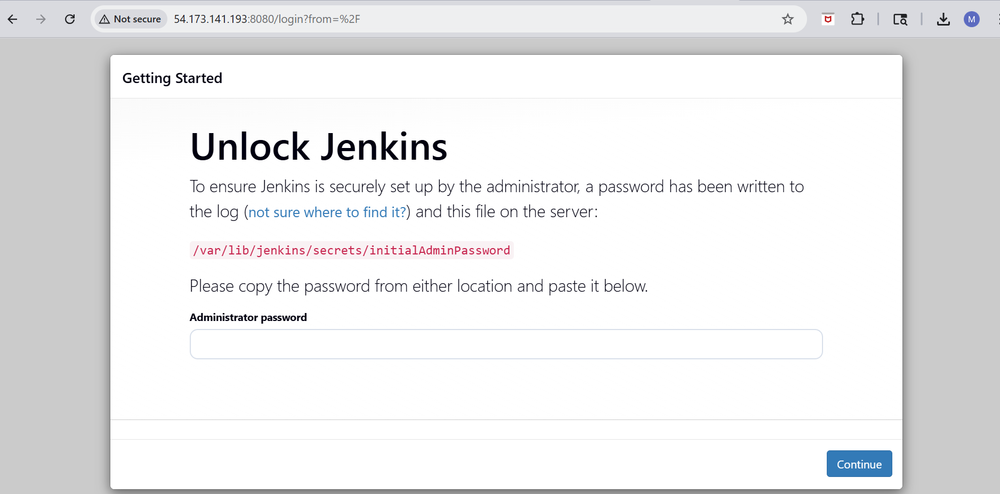 Not secure 54.173.141.193:8080/login?from=%2F
M
Getting Started
Unlock Jenkins
To ensure Jenkins is securely set up by the administrator, a password has been written to
the log (not sure where to find it?) and this file on the server:
/var/lib/jenkins/secrets/initialAdminPassword
Please copy the password from either location and paste it below.
Administrator password
Continue